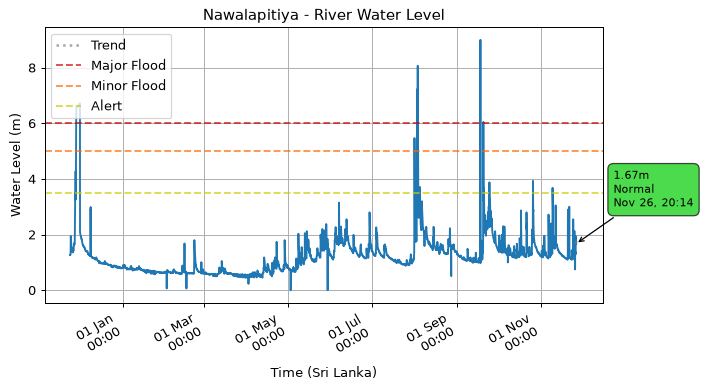 Nawalapitiya - River Water Level
Trend
Major Flood
Minor Flood
Alert
Water Level (m)
8
6
4
2
0
1.67m
Normal
Nov 26, 20:14
01 Jan
00:00
01 Mar
00:00
01 May
00:00
01 Jul
00:00
01 Sep
00:00
01 Nov
00:00
Time (Sri Lanka)